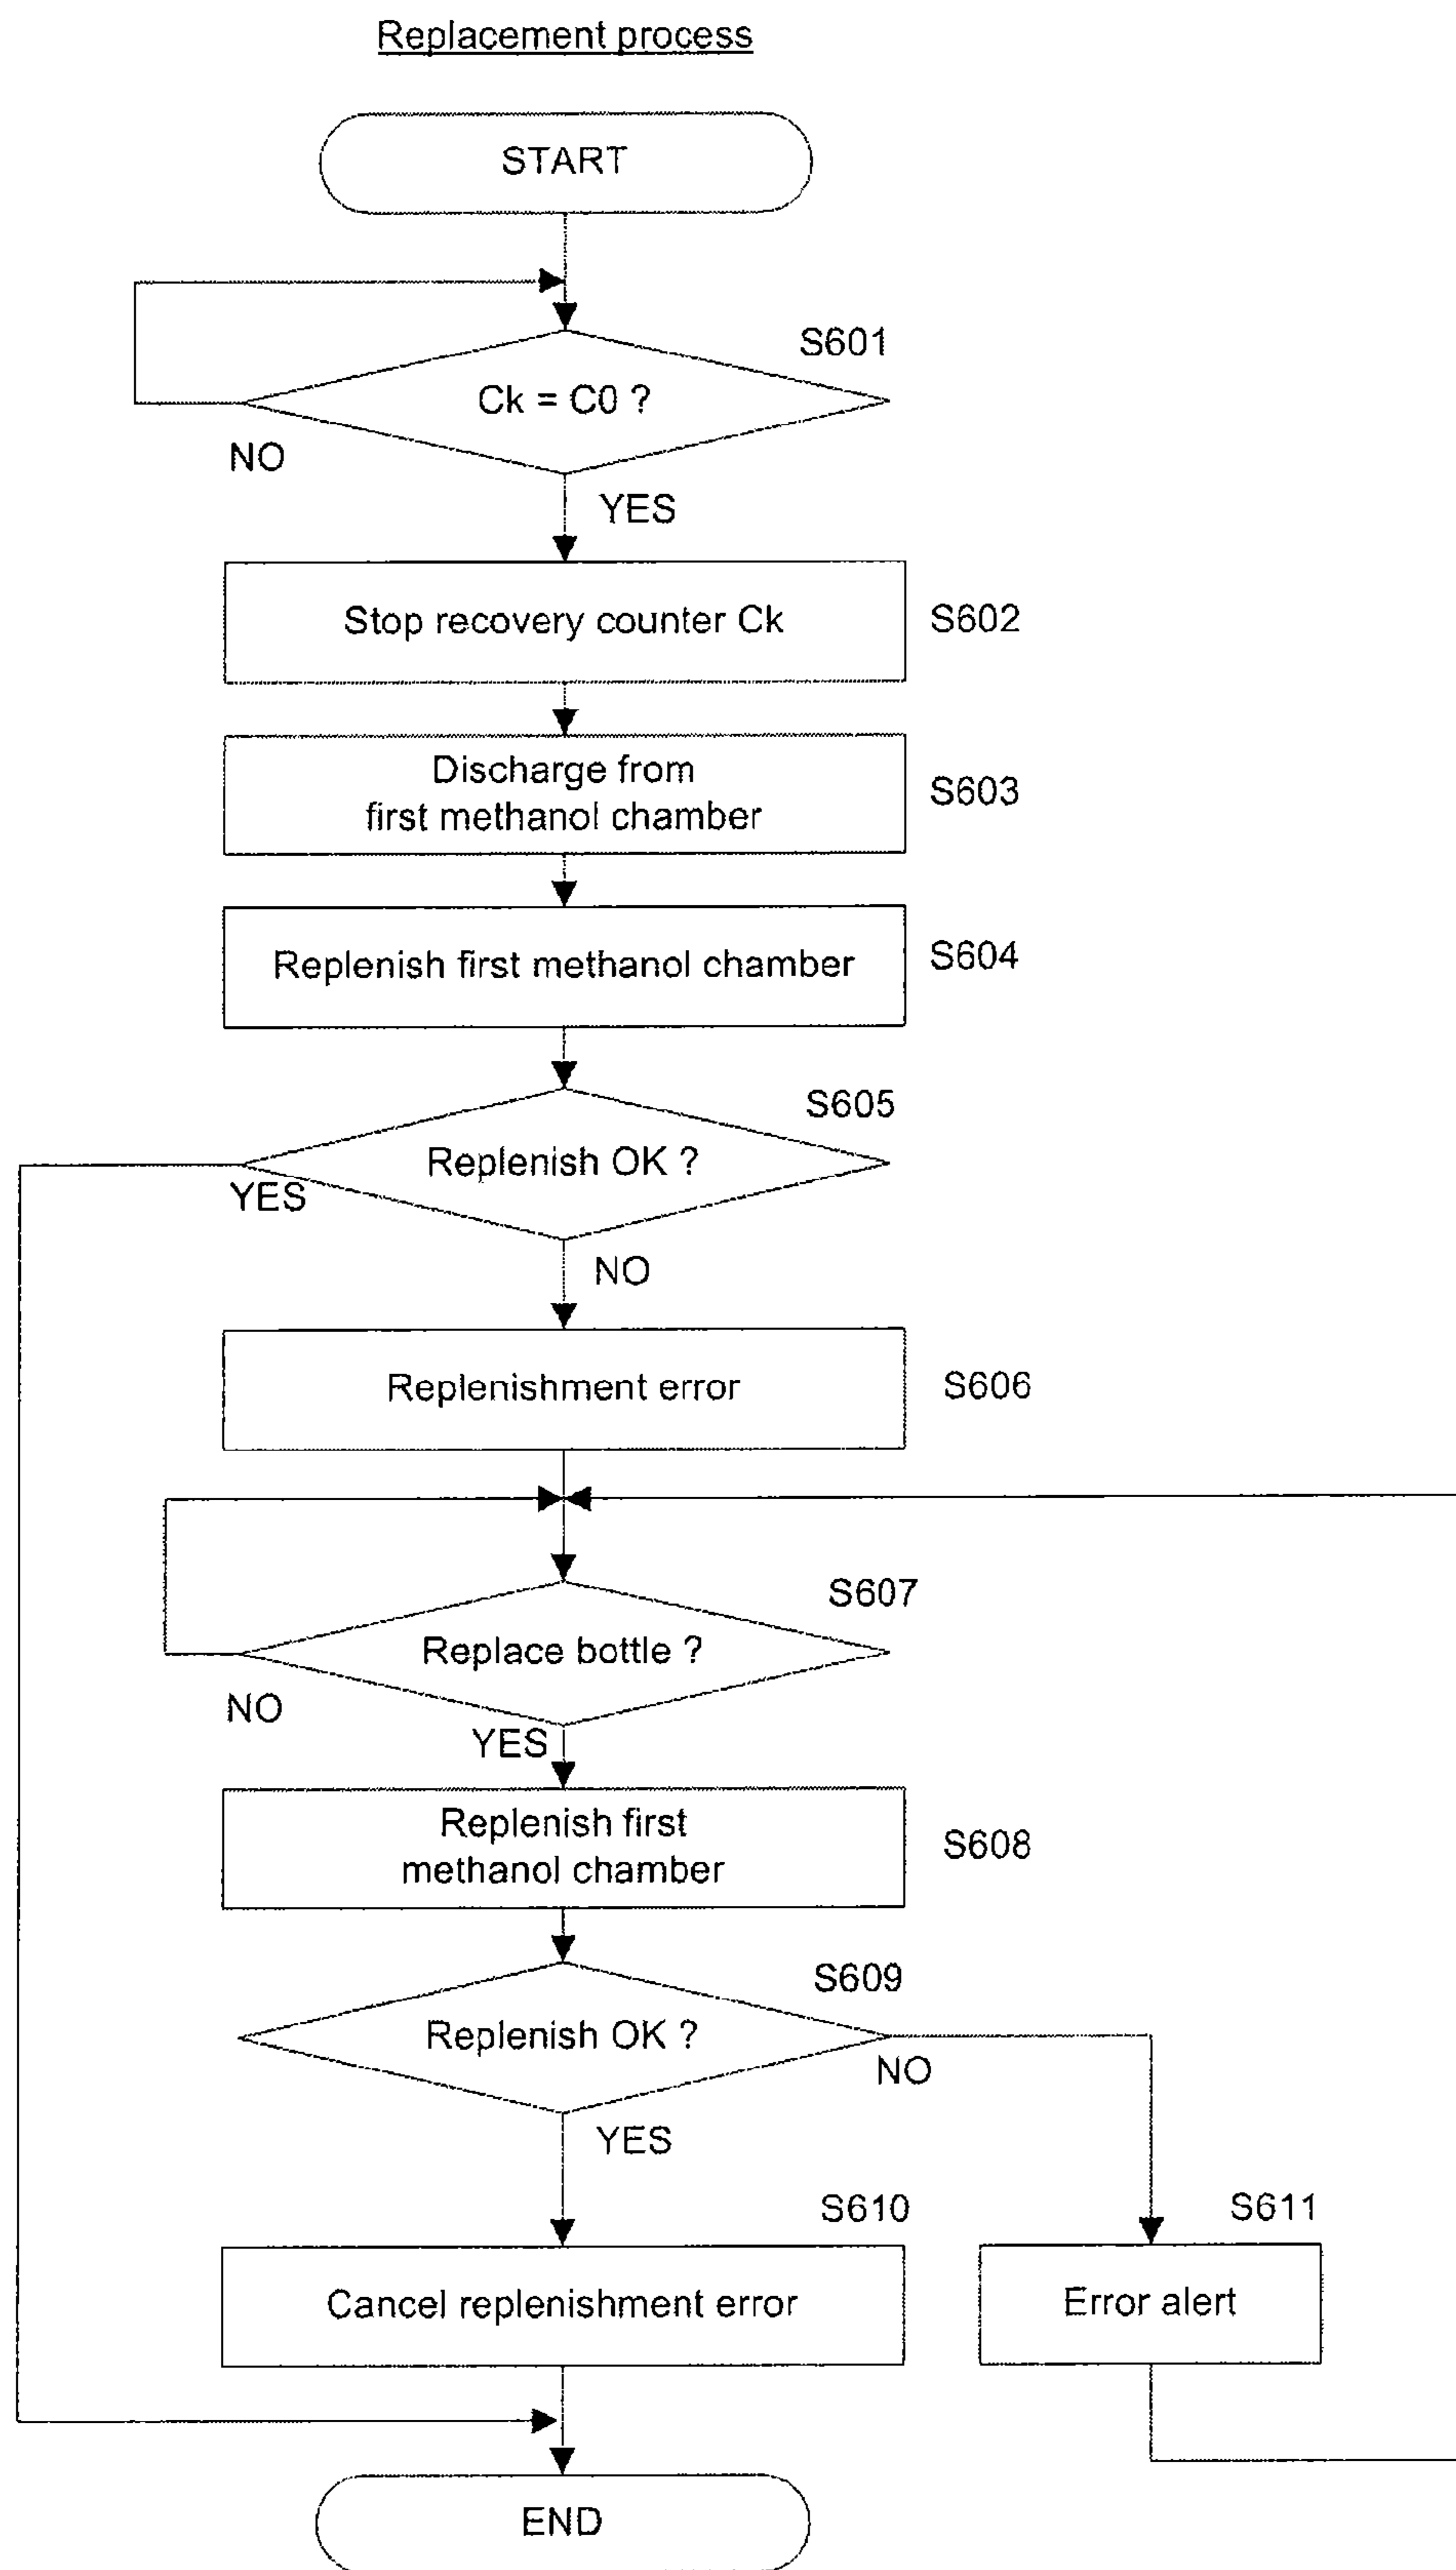 Replacement process
START
S601
Ck = C0 ?
NO
YES
Stop recovery counter Ck
S602
Discharge from
first methanol chamber
S603
Replenish first methanol chamber
S604
S605
Replenish OK ?
YES
NO
Replenishment error
S606
S607
Replace bottle ?
NO
YES
Replenish first
methanol chamber
S608
S609
Replenish OK ?
NO
YES
S610
S611
Cancel replenishment error
Error alert
END